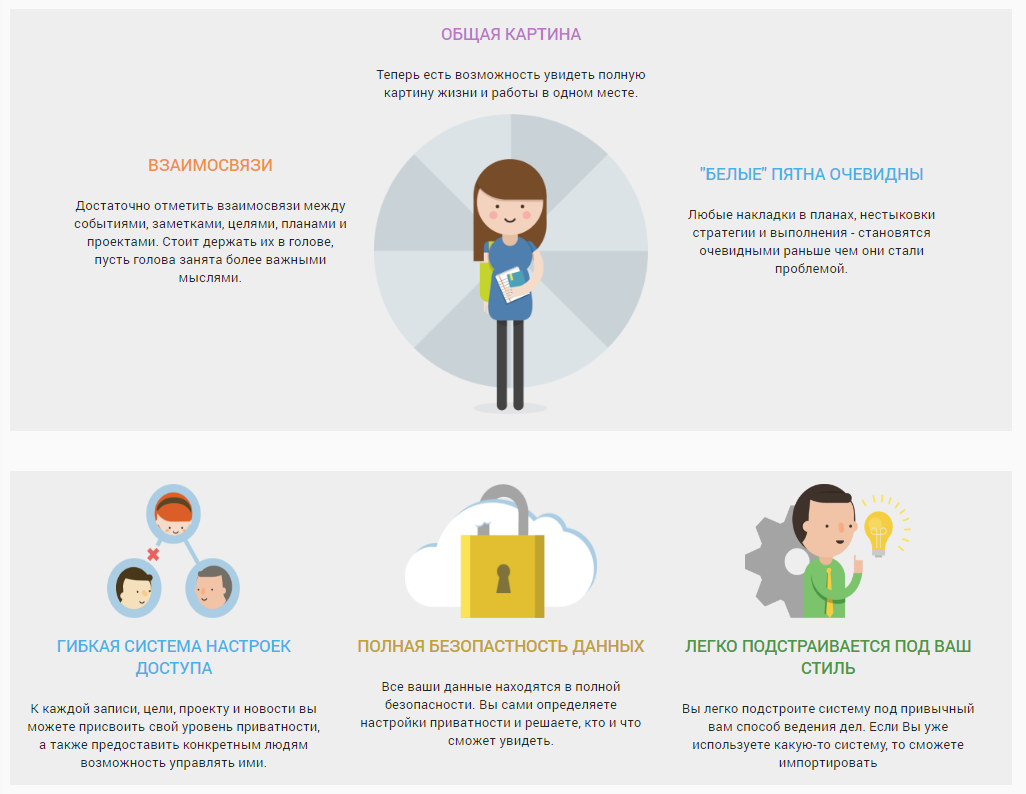 ОБЩАЯ КАРТИНА
Теперь есть возможность увидеть полную
картину жизни и работы в одном месте.
ВЗАИМОСВЯЗИ
Достаточно отметить взаимосвязи между
событиями, заметками, целями, планами и
проектами. Стоит держать их в голове,
пусть голова занята более важными
мыслями.
"БЕЛЫЕ" ПЯТНА ОЧЕВИДНЫ
Любые накладки в планах, нестыковки
стратегии и выполнения - становятся
очевидными раньше чем они стали
проблемой.
ГИБКАЯ СИСТЕМА НАСТРОЕК
ДОСТУПА
К каждой записи, цели, проекту и новости вы
можете присвоить свой уровень приватности,
а также предоставить конкретным людям
возможность управлять ими.
ПОЛНАЯ БЕЗОПАСТНОСТЬ ДАННЫХ
Все ваши данные находятся в полной
безопасности. Вы сами определяете
настройки приватности и решаете, кто и что
сможет увидеть.
ЛЕГКО ПОДСТРАИВАЕТСЯ ПОД ВАШ
СТИЛЬ
Вы легко подстроите систему под привычный
вам способ ведения дел. Если Вы уже
используете какую-то систему, то сможете
импортировать